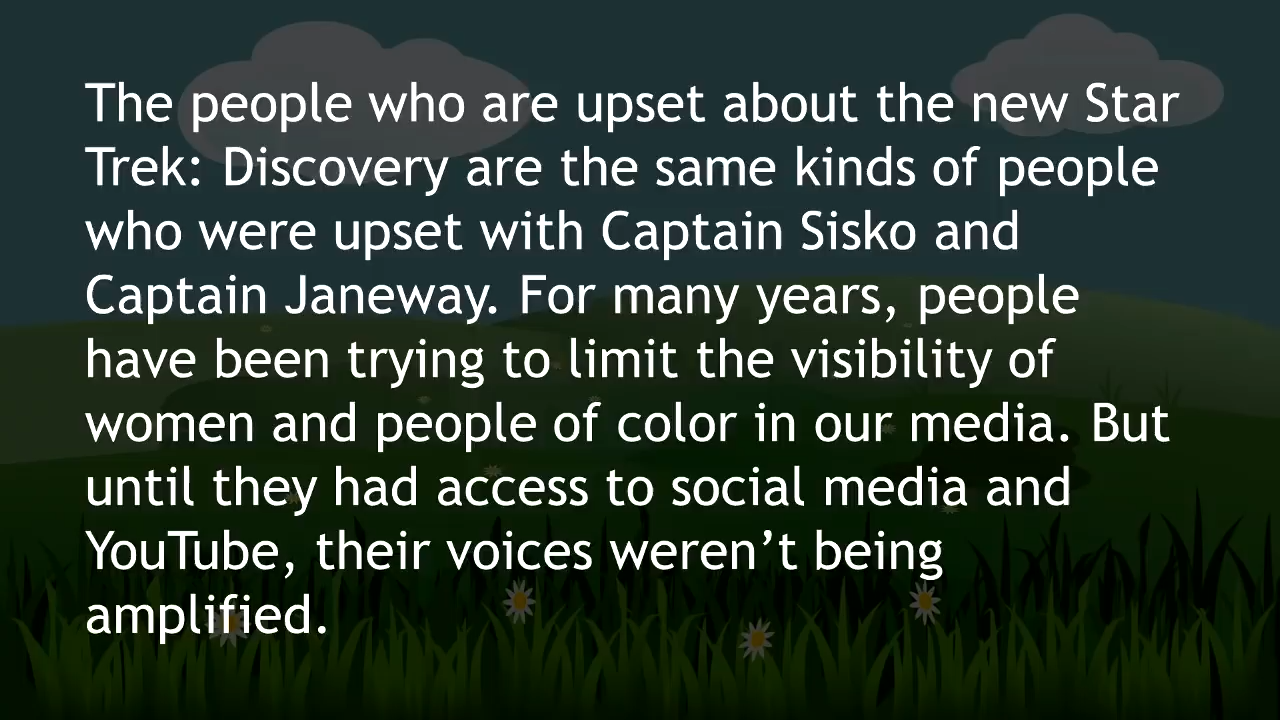 The people who are upset about the new Star
Trek: Discovery are the same kinds of people
who were upset with Captain Sisko and
Captain Janeway. For many years, people
have been trying to limit the visibility of
women and people of color in our media. But
until they had access to social media and
YouTube, their voices weren’t being
amplified.